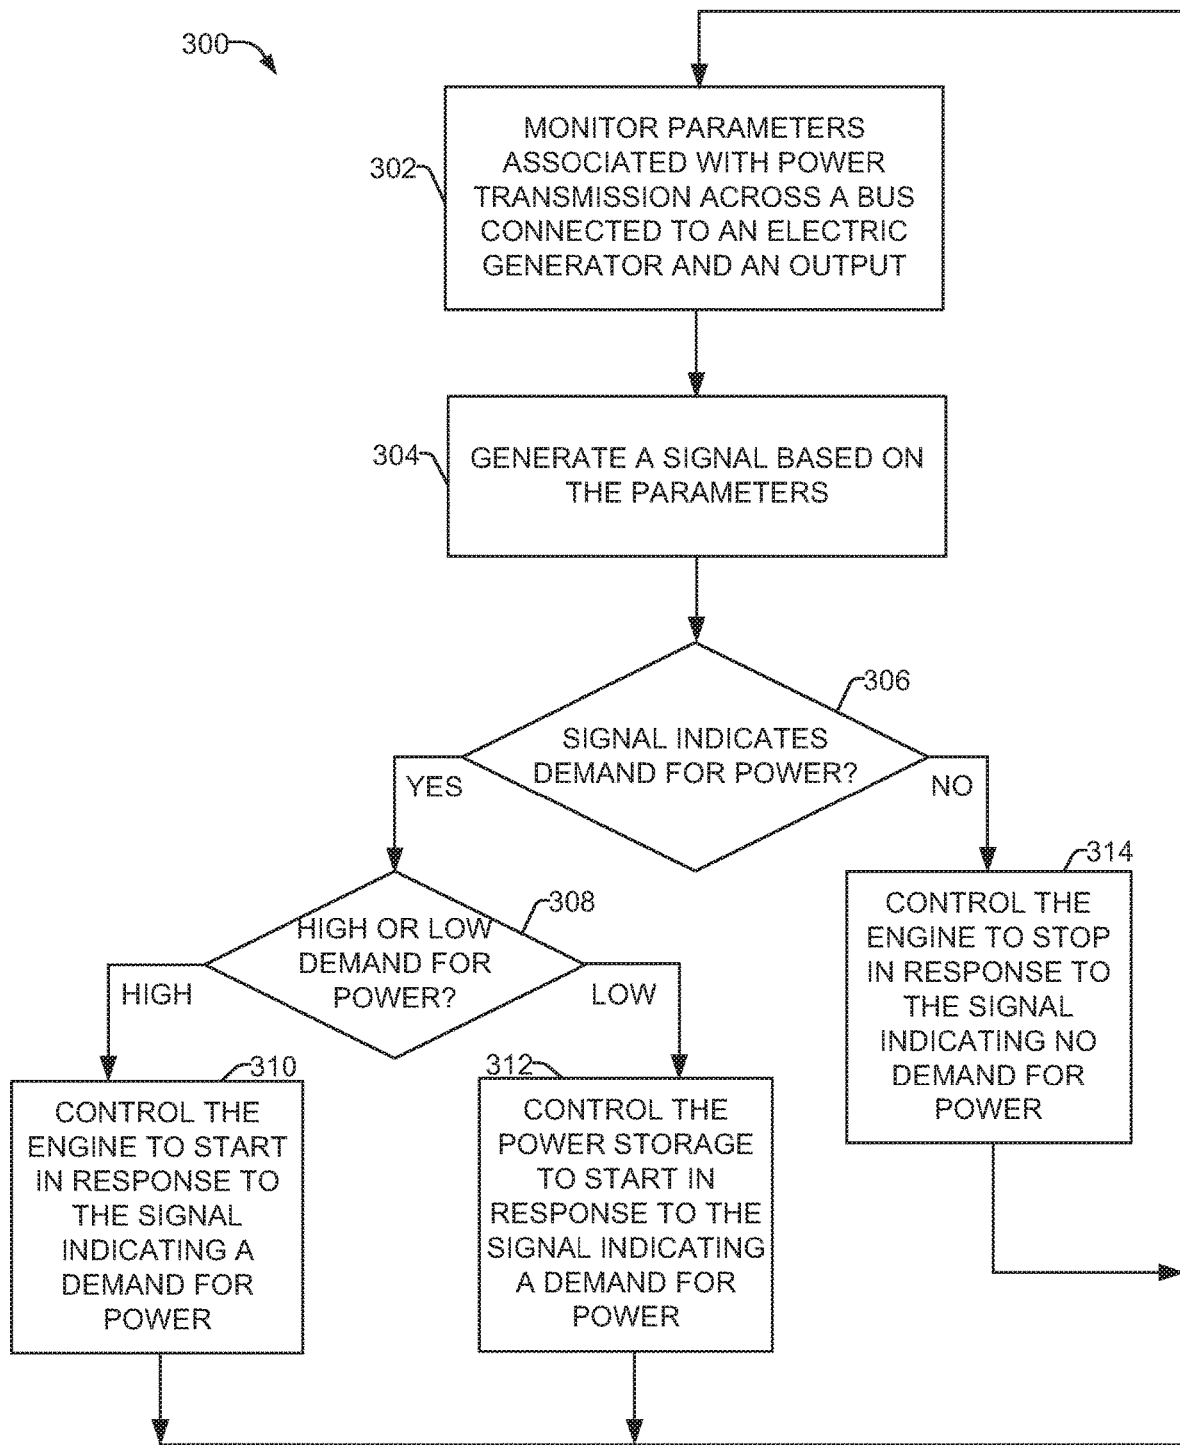 300
302
MONITOR PARAMETERS
ASSOCIATED WITH POWER
TRANSMISSION ACROSS A BUS
CONNECTED TO AN ELECTRIC
GENERATOR AND AN OUTPUT
304
GENERATE A SIGNAL BASED ON
THE PARAMETERS
306
SIGNAL INDICATES
DEMAND FOR POWER?
YES
NO
308
HIGH OR LOW
DEMAND FOR
POWER?
HIGH
LOW
310
CONTROL THE
ENGINE TO START
IN RESPONSE TO
THE SIGNAL
INDICATING A
DEMAND FOR
POWER
312
CONTROL THE
POWER STORAGE
TO START IN
RESPONSE TO THE
SIGNAL INDICATING
A DEMAND FOR
POWER
314
CONTROL THE
ENGINE TO STOP
IN RESPONSE TO
THE SIGNAL
INDICATING NO
DEMAND FOR
POWER